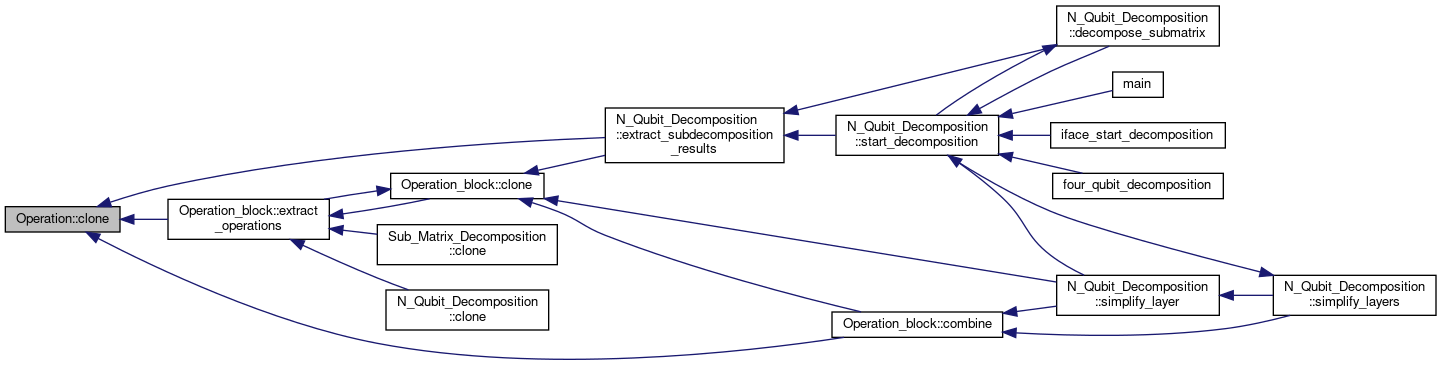 N_Qubit_Decomposition
::decompose_submatrix
main
N_Qubit_Decomposition
::extract_subdecomposition
_results
N_Qubit_Decomposition
::start_decomposition
iface_start_decomposition
four_qubit_decomposition
Operation_block::clone
Operation::clone
Operation_block::extract
_operations
Sub_Matrix_Decomposition
::clone
N_Qubit_Decomposition
::clone
N_Qubit_Decomposition
::simplify_layer
N_Qubit_Decomposition
::simplify_layers
Operation_block::combine